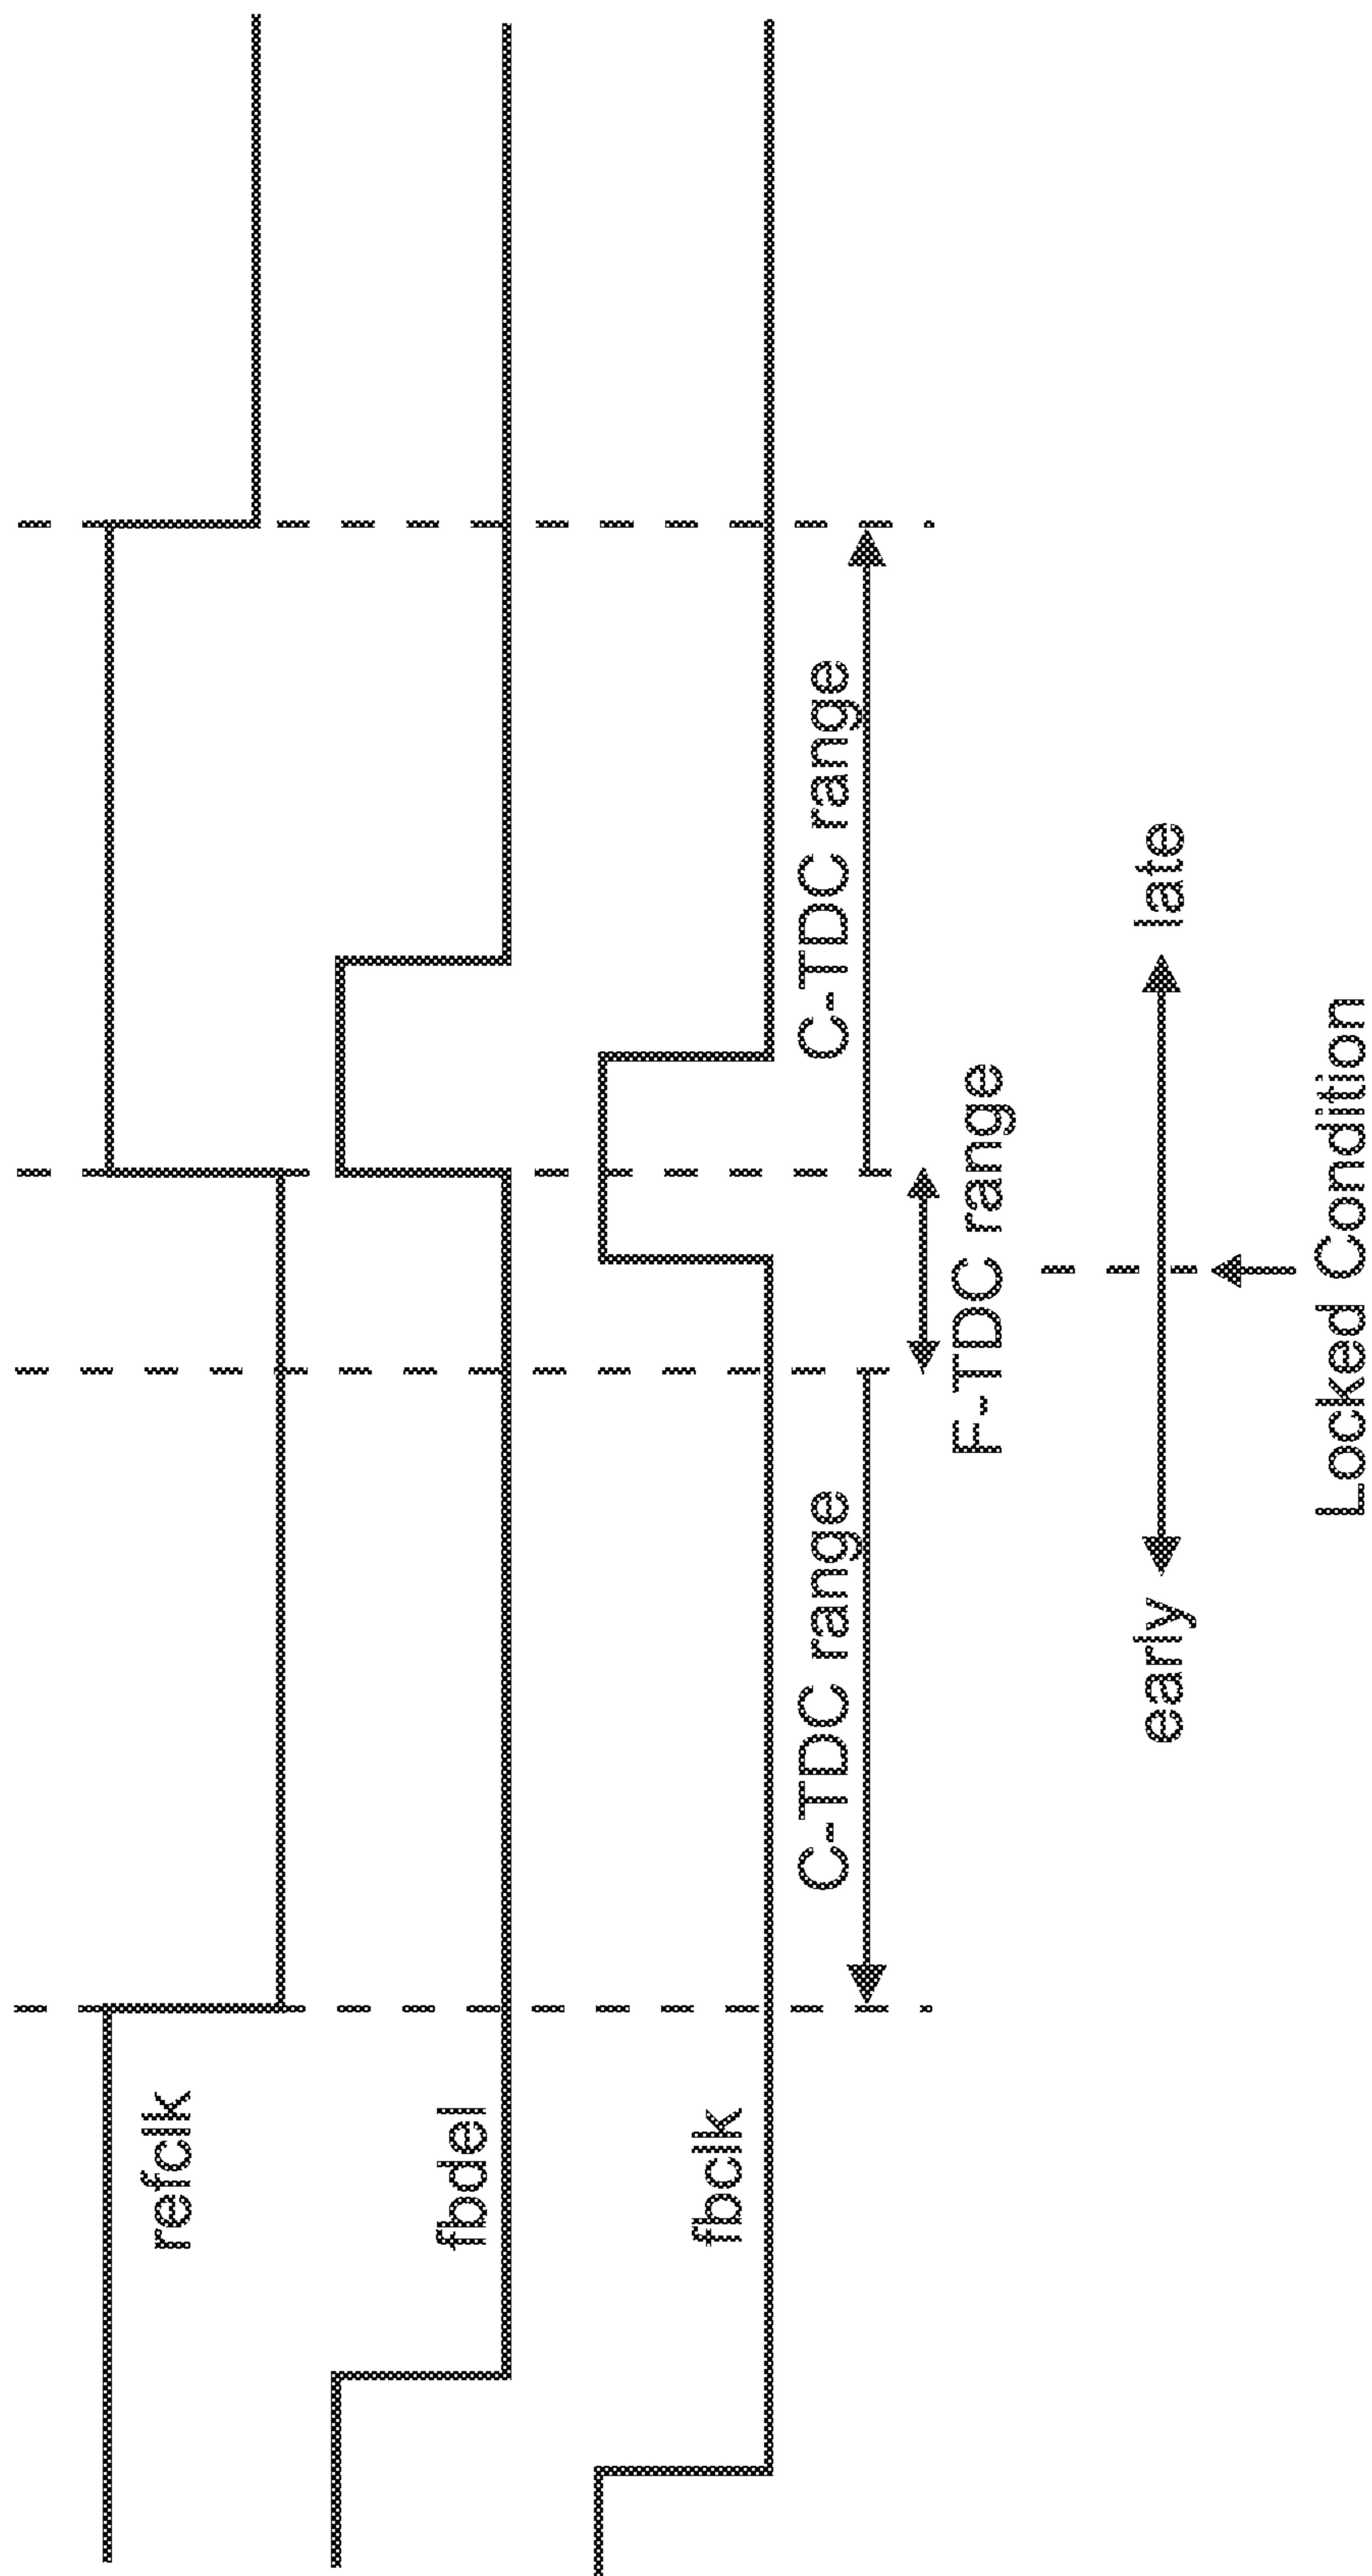 refclk
fbdel
fbclk
C-TDC range
C-TDC range
F-TDC range
early
late
Locked Condition